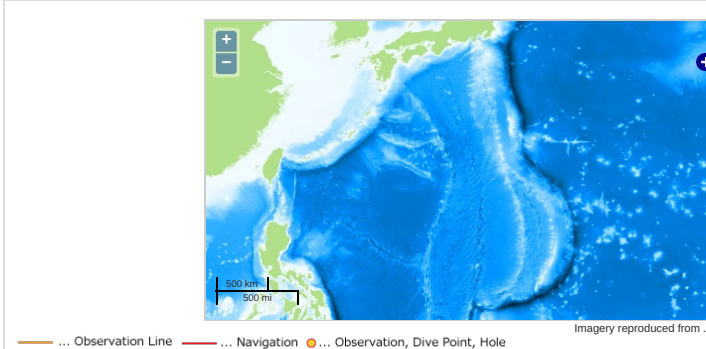 +
−
500 km
500 mi
Imagery reproduced from .
... Observation Line ... Navigation ... Observation, Dive Point, Hole